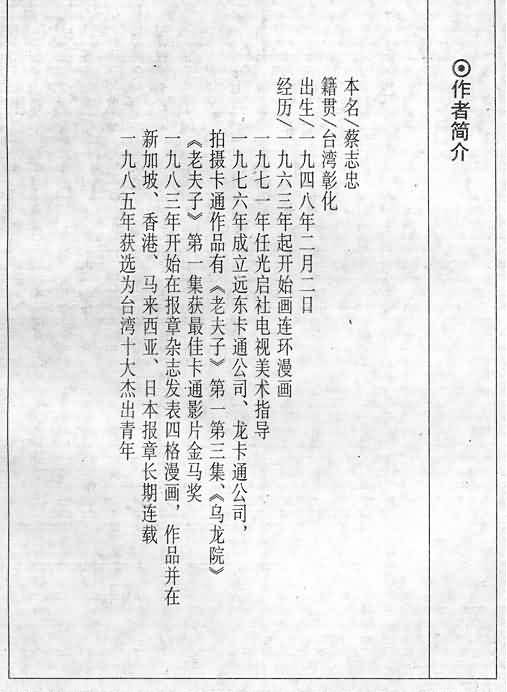 ◉作者简介
本名/蔡志忠
籍贯/台湾彰化
出生/一九四八年二月二日
经历/一九六三年起开始画连环漫画
一九七一年任光启社电视美术指导
一九七六年成立远东卡通公司、龙卡通公司，
拍摄卡通作品有《老夫子》第一第三集、《乌龙院》
《老夫子》第一集获最佳卡通影片金马奖
一九八三年开始在报章杂志发表四格漫画，作品并在
新加坡、香港、马来西亚、日本报章长期连载
一九八五年获选为台湾十大杰出青年